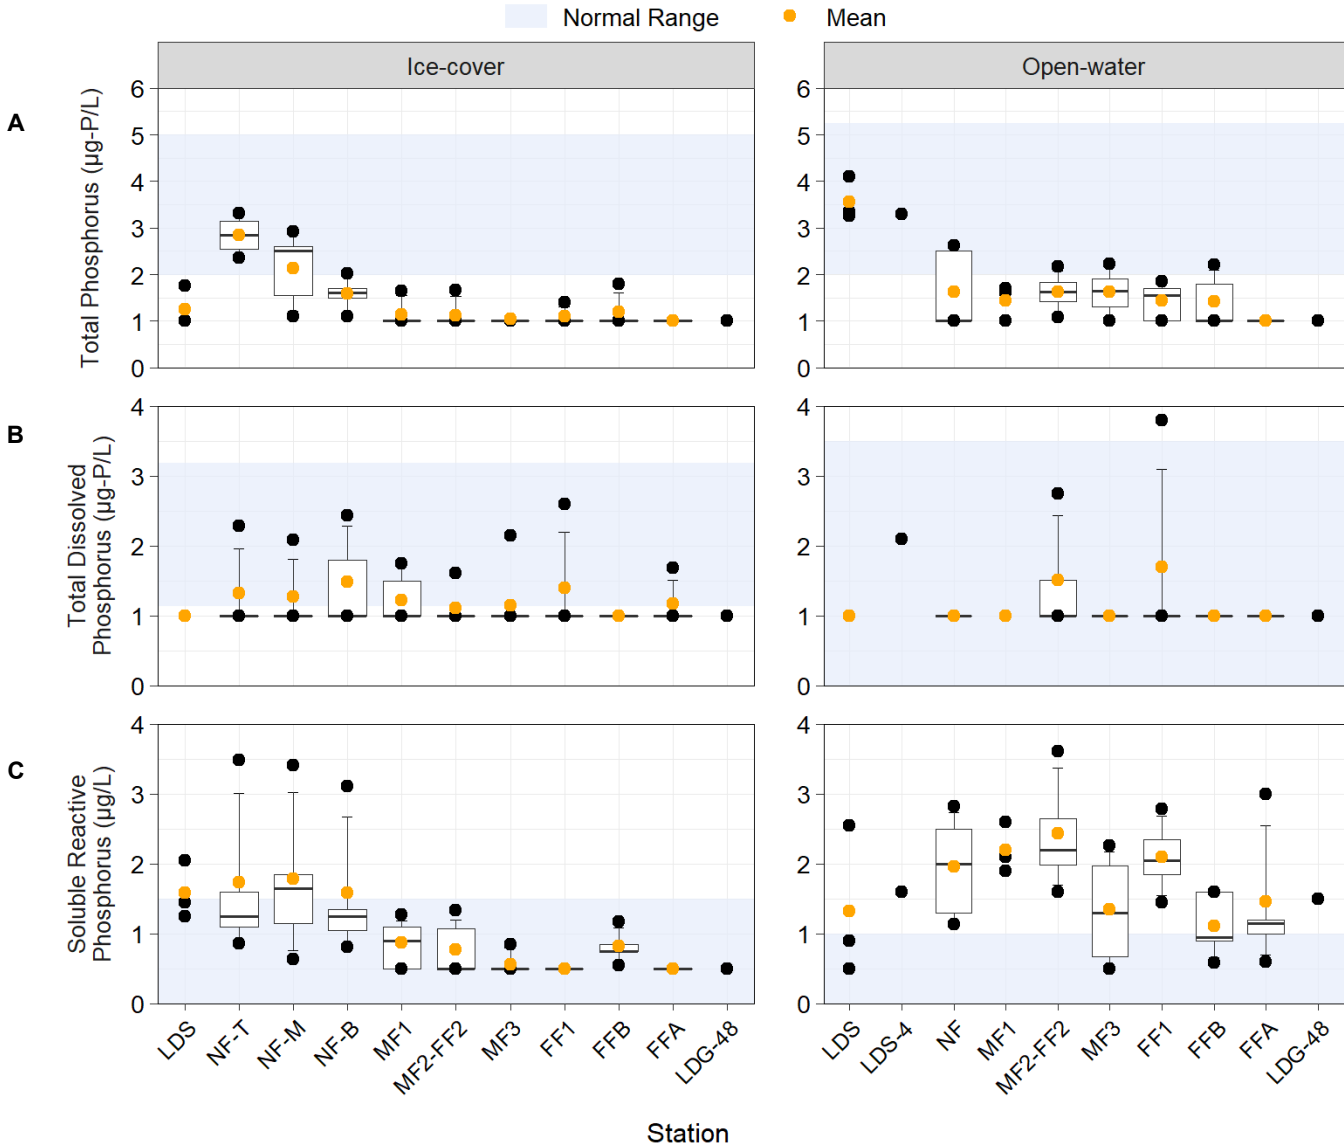 Normal Range Mean
Ice-cover Open-water
A
Total Phosphorus (µg-P/L)
6 5 4 3 2 1 0
6 5 4 3 2 1 0
B
Total Dissolved
Phosphorus (µg-P/L)
4 3 2 1 0
4 3 2 1 0
C
Soluble Reactive
Phosphorus (µg/L)
4 3 2 1 0
4 3 2 1 0
LDS NF-T NF-M NF-B MF1 MF2-FF2 MF3 FF1 FFB FFA LDG-48
LDS LDS-4 NF MF1 MF2-FF2 MF3 FF1 FFB FFA LDG-48
Station